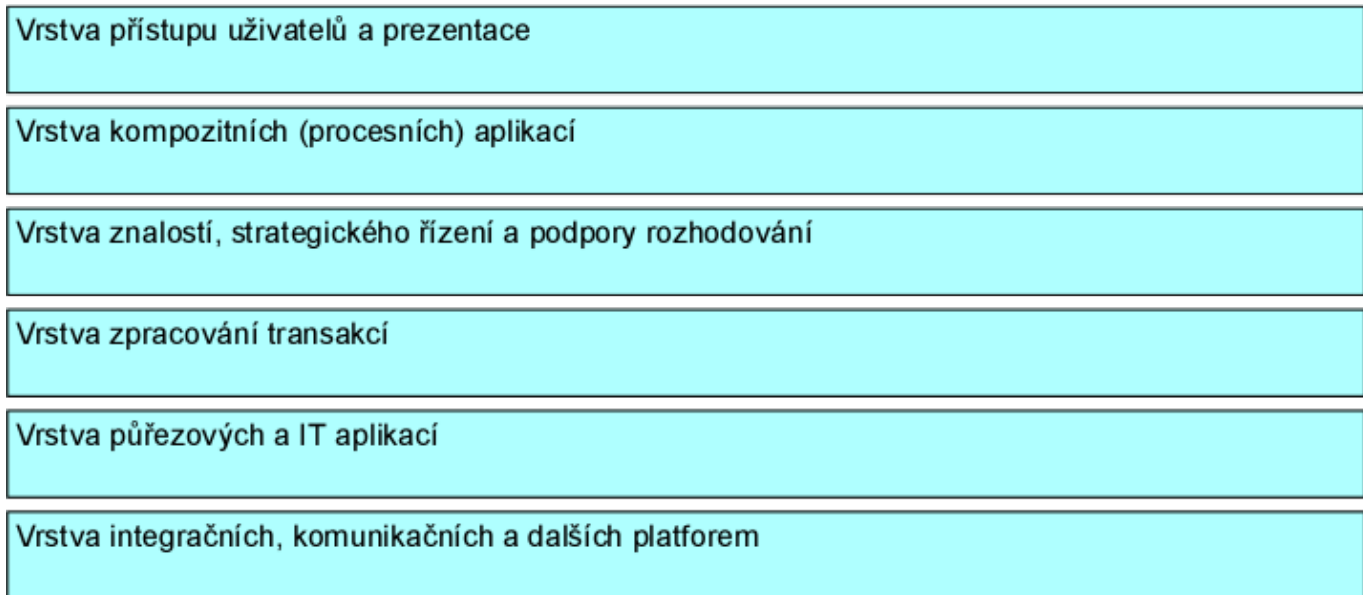 Vrstva přístupu uživatelů a prezentace
Vrstva kompozitních (procesních) aplikací
Vrstva znalostí, strategického řízení a podpory rozhodování
Vrstva zpracování transakcí
Vrstva půřezových a IT aplikací
Vrstva integračních, komunikačních a dalších platforem